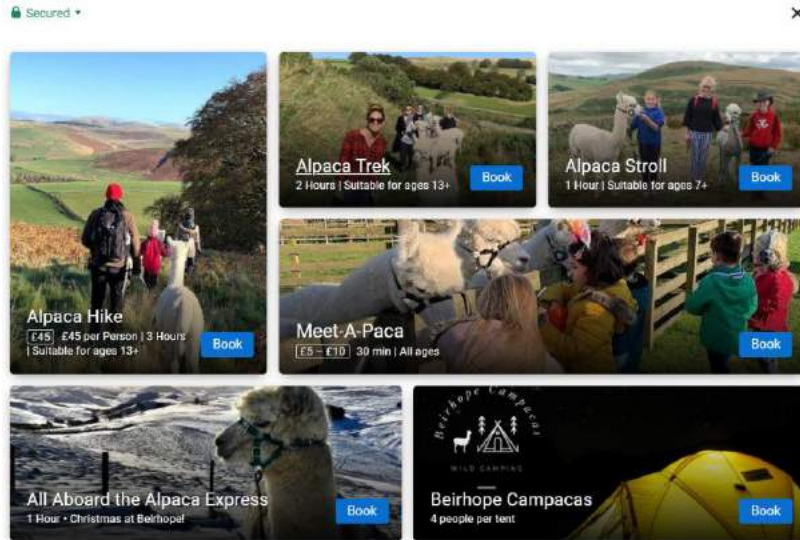 Secured
Alpaca Trek
2 Hours | Suitable for ages 13+
Book
Alpaca Stroll
1 Hour | Suitable for ages 7+
Book
Alpaca Hike
£45 £45 per Person | 3 Hours
| Suitable for ages 13+
Book
Meet-A-Paca
£5 – £10 30 min | All ages
Book
All Aboard the Alpaca Express
1 Hour • Christmas at Beirhope!
Book
Beirhope Campacas
WILD CAMPING
Beirhope Campacas
4 people per tent
Book